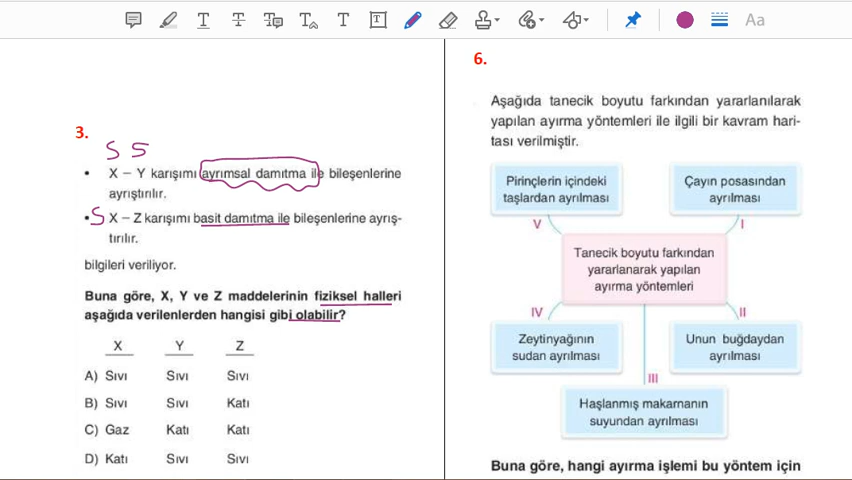 Aa
3.
S S
• X – Y karışımı ayrımsal damıtma ile bileşenlerine
ayrıştırılır.
• S X – Z karışımı basit damıtma ile bileşenlerine ayrış-
tırılır.
bilgileri veriliyor.
Buna göre, X, Y ve Z maddelerinin fiziksel halleri
aşağıda verilenlerden hangisi gibi olabilir?
X Y Z
A) Sıvı Sıvı Sıvı
B) Sıvı Sıvı Katı
C) Gaz Katı Katı
D) Katı Sıvı Sıvı
6.
Aşağıda tanecik boyutu farkından yararlanılarak
yapılan ayırma yöntemleri ile ilgili bir kavram hari-
tası verilmiştir.
Pirinçlerin içindeki
taşlardan ayrılması
Çayın posasından
ayrılması
V
I
Tanecik boyutu farkından
yararlanarak yapılan
ayırma yöntemleri
IV
II
Zeytinyağının
sudan ayrılması
Unun buğdaydan
ayrılması
III
Haşlanmış makarnanın
suyundan ayrılması
Buna göre, hangi ayırma işlemi bu yöntem için